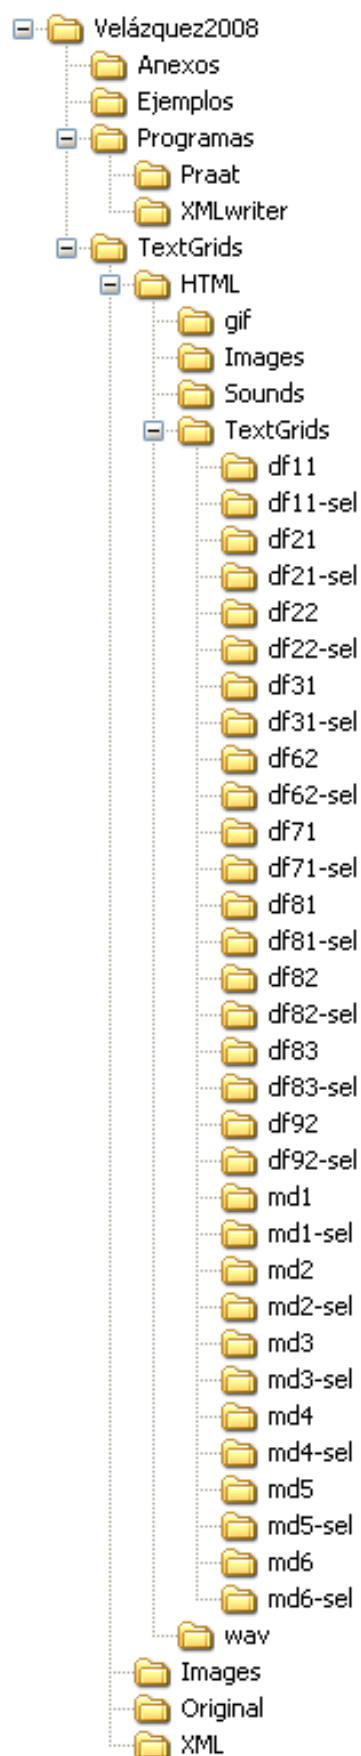 Velázquez2008
Anexos
Ejemplos
Programas
Praat
XMLwriter
TextGrids
HTML
gif
Images
Sounds
TextGrids
df11
df11-sel
df21
df21-sel
df22
df22-sel
df31
df31-sel
df62
df62-sel
df71
df71-sel
df81
df81-sel
df82
df82-sel
df83
df83-sel
df92
df92-sel
md1
md1-sel
md2
md2-sel
md3
md3-sel
md4
md4-sel
md5
md5-sel
md6
md6-sel
wav
Images
Original
XML